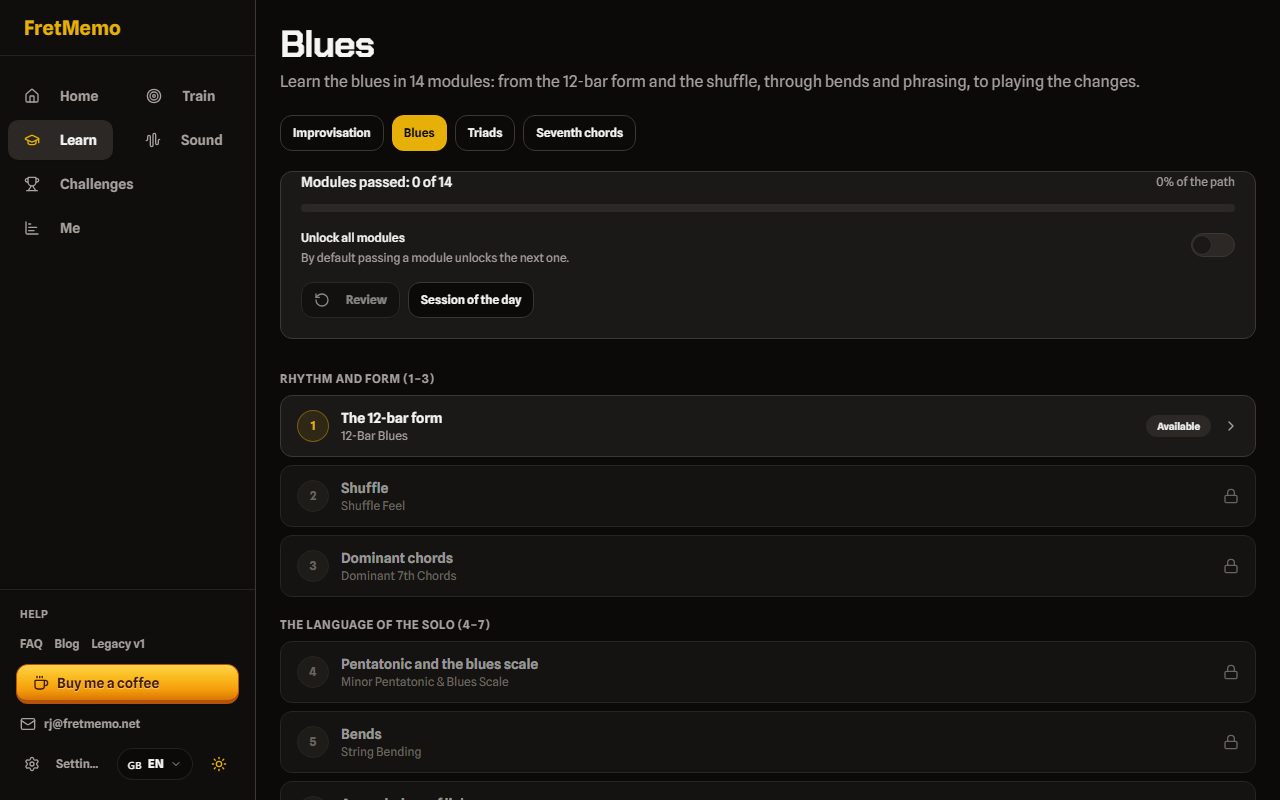 FretMemo
Home
Train
Learn
Sound
Challenges
Me
HELP
FAQ Blog Legacy v1
Buy me a coffee
rj@fretmemo.net
Settin...
GB EN
Blues
Learn the blues in 14 modules: from the 12-bar form and the shuffle, through bends and phrasing, to playing the changes.
Improvisation
Blues
Triads
Seventh chords
Modules passed: 0 of 14
0% of the path
Unlock all modules
By default passing a module unlocks the next one.
Review
Session of the day
RHYTHM AND FORM (1–3)
1
The 12-bar form
12-Bar Blues
Available
2
Shuffle
Shuffle Feel
3
Dominant chords
Dominant 7th Chords
THE LANGUAGE OF THE SOLO (4–7)
4
Pentatonic and the blues scale
Minor Pentatonic & Blues Scale
5
Bends
String Bending